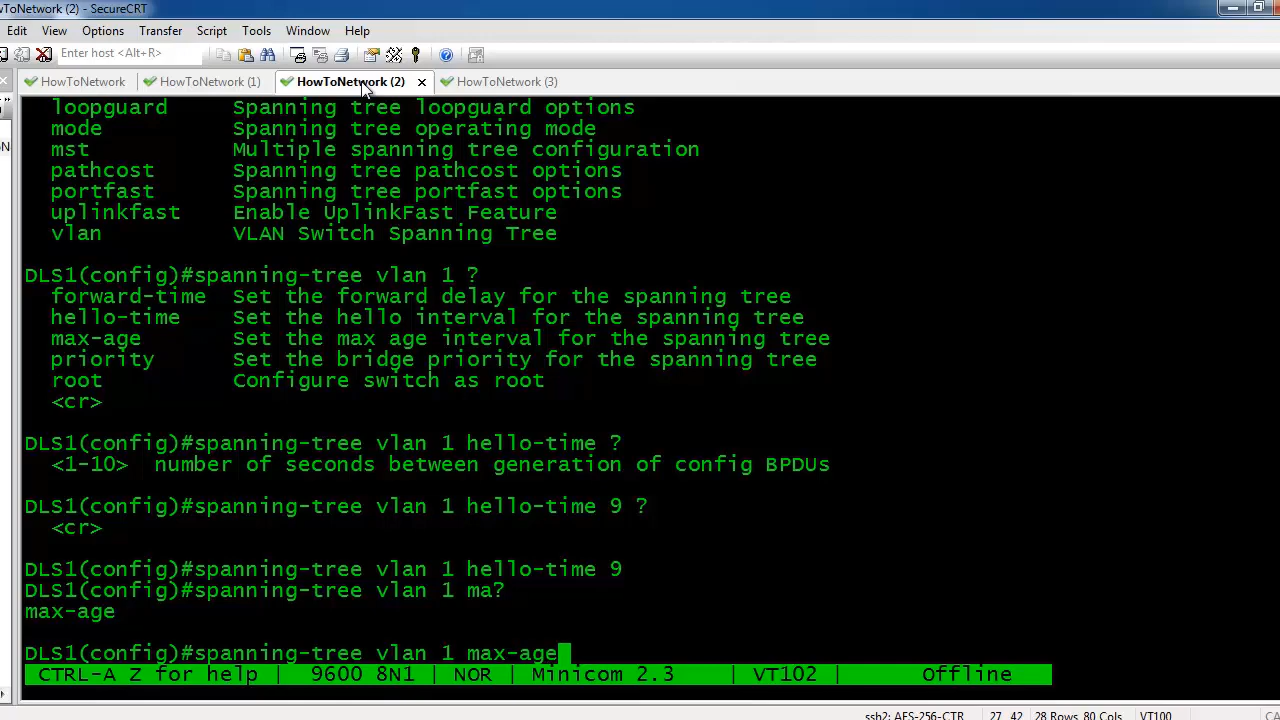 wToNetwork (2) - SecureCRT
Edit View Options Transfer Script Tools Window Help
Enter host <Alt+R>
HowToNetwork HowToNetwork (1) HowToNetwork (2) HowToNetwork (3)
loopguard Spanning tree loopguard options
mode Spanning tree operating mode
mst Multiple spanning tree configuration
pathcost Spanning tree pathcost options
portfast Spanning tree portfast options
uplinkfast Enable UplinkFast Feature
vlan VLAN Switch Spanning Tree
DLS1(config)#spanning-tree vlan 1 ?
forward-time Set the forward delay for the spanning tree
hello-time Set the hello interval for the spanning tree
max-age Set the max age interval for the spanning tree
priority Set the bridge priority for the spanning tree
root Configure switch as root
<cr>
DLS1(config)#spanning-tree vlan 1 hello-time ?
<1-10> number of seconds between generation of config BPDUs
DLS1(config)#spanning-tree vlan 1 hello-time 9 ?
<cr>
DLS1(config)#spanning-tree vlan 1 hello-time 9
DLS1(config)#spanning-tree vlan 1 ma?
max-age
DLS1(config)#spanning-tree vlan 1 max-age
CTRL-A Z for help | 9600 8N1 | NOR | Minicom 2.3 | VT102 | Offline
ssh2: AES-256-CTR 27, 42 28 Rows, 80 Cols VT100